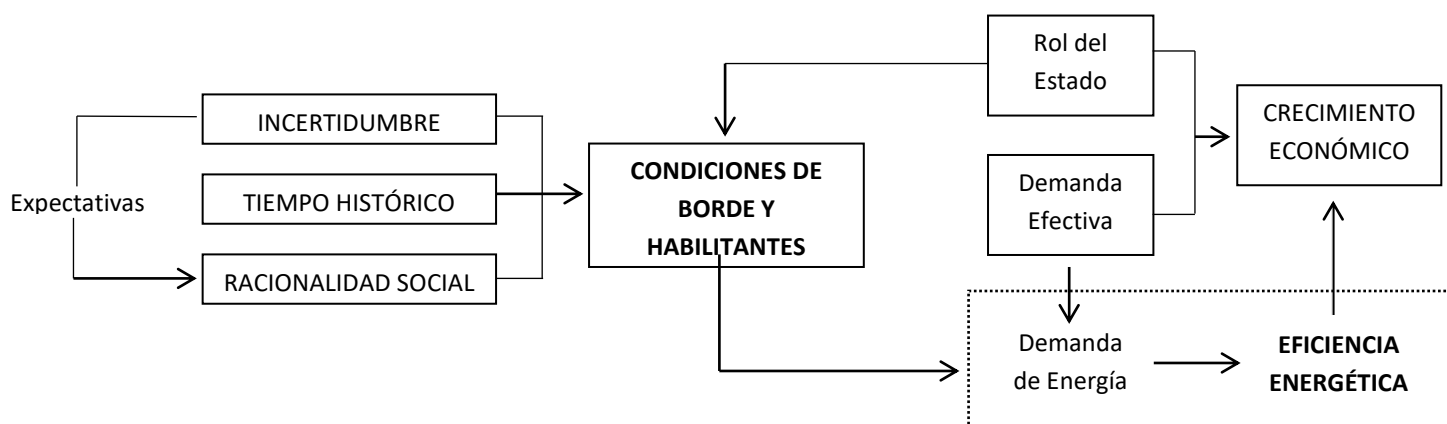 Expectativas
INCERTIDUMBRE
TIEMPO HISTÓRICO
RACIONALIDAD SOCIAL
CONDICIONES DE
BORDE Y
HABILITANTES
Rol del
Estado
Demanda
Efectiva
CRECIMIENTO
ECONÓMICO
Demanda
de Energía
EFICIENCIA
ENERGÉTICA